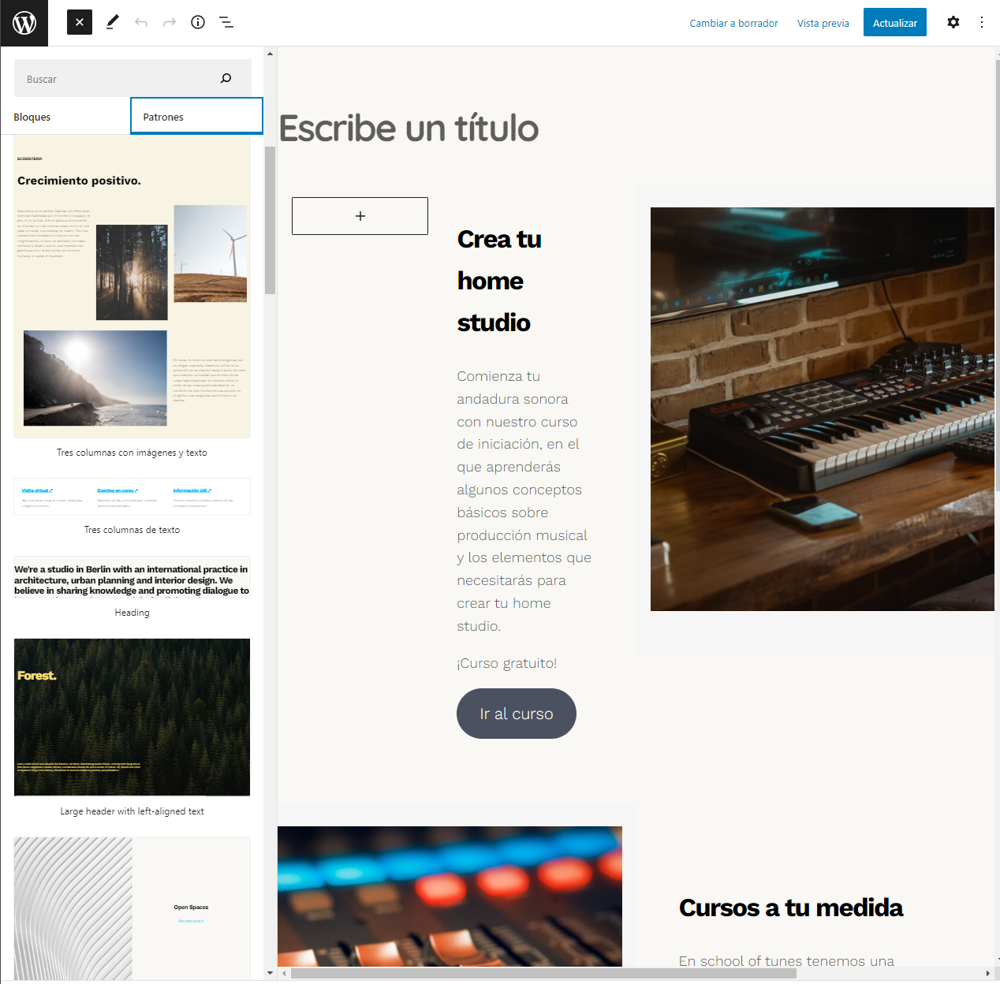 Cambiar a borrador
Vista previa
Actualizar
Buscar
Bloques
Patrones
ECOSISTEMA
Crecimiento positivo.
Tres columnas con imágenes y texto
Visita virtual ↗
Eventos en curso ↗
Información útil ↗
Tres columnas de texto
We're a studio in Berlin with an international practice in
architecture, urban planning and interior design. We
believe in sharing knowledge and promoting dialogue to
Heading
Forest.
Large header with left-aligned text
Open Spaces
Escribe un título
Crea tu
home
studio
Comienza tu
andadura sonora
con nuestro curso
de iniciación, en el
que aprenderás
algunos conceptos
básicos sobre
producción musical
y los elementos que
necesitarás para
crear tu home
studio.
¡Curso gratuito!
Ir al curso
Cursos a tu medida
En school of tunes tenemos una